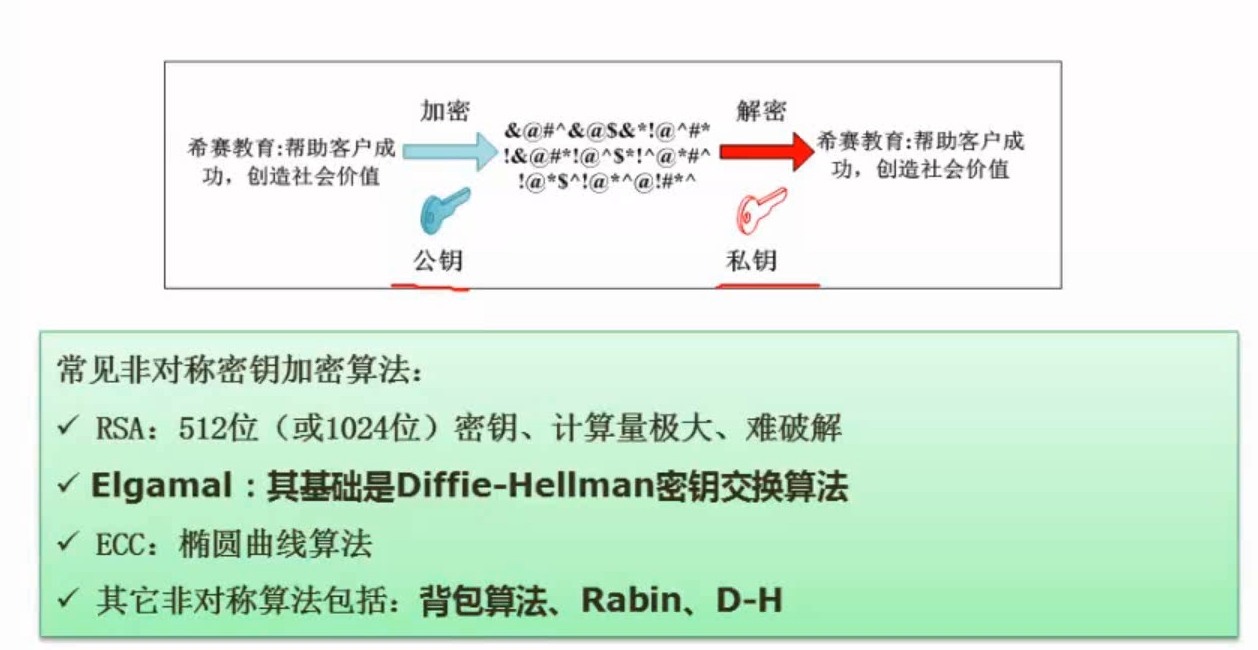 加密
解密
希赛教育:帮助客户成
功，创造社会价值
&@#^&@$&*!@^#*
!&@#*!@^$*!^@*#^
!@*$^!@*^@!#*^
希赛教育:帮助客户成
功，创造社会价值
公钥
私钥
常见非对称密钥加密算法：
✓ RSA：512位（或1024位）密钥、计算量极大、难破解
✓ Elgamal：其基础是Diffie-Hellman密钥交换算法
✓ ECC：椭圆曲线算法
✓ 其它非对称算法包括：背包算法、Rabin、D-H